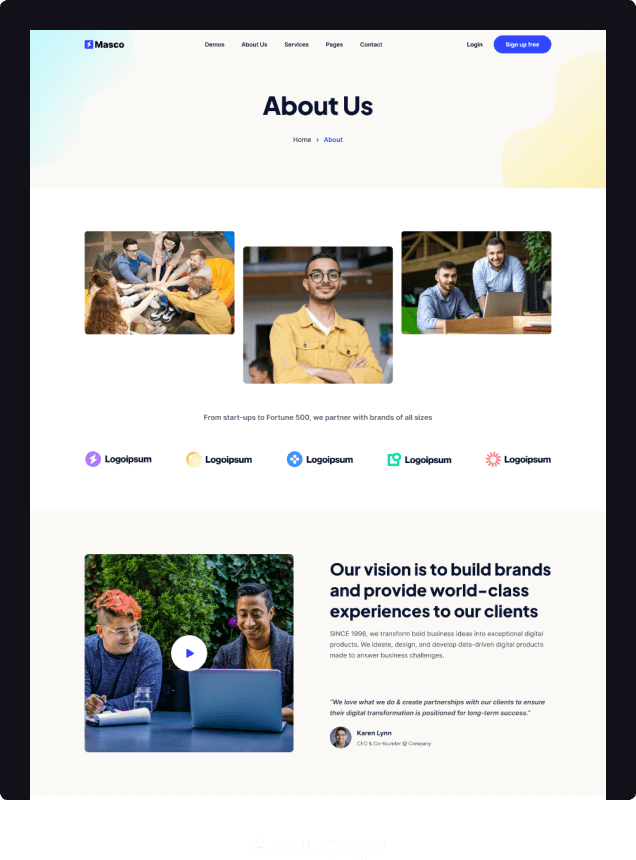 Masco
Demos About Us Services Pages Contact
Login
Sign up free
About Us
Home > About
From start-ups to Fortune 500, we partner with brands of all sizes
Logoipsum Logoipsum Logoipsum Logoipsum Logoipsum
Our vision is to build brands
and provide world-class
experiences to our clients
SINCE 1998, we transform bold business ideas into exceptional digital
products. We ideate, design, and develop data-driven digital products
made to answer business challenges.
"We love what we do & create partnerships with our clients to ensure
their digital transformation is positioned for long-term success."
Karen Lynn
CEO & Co-founder @ Company